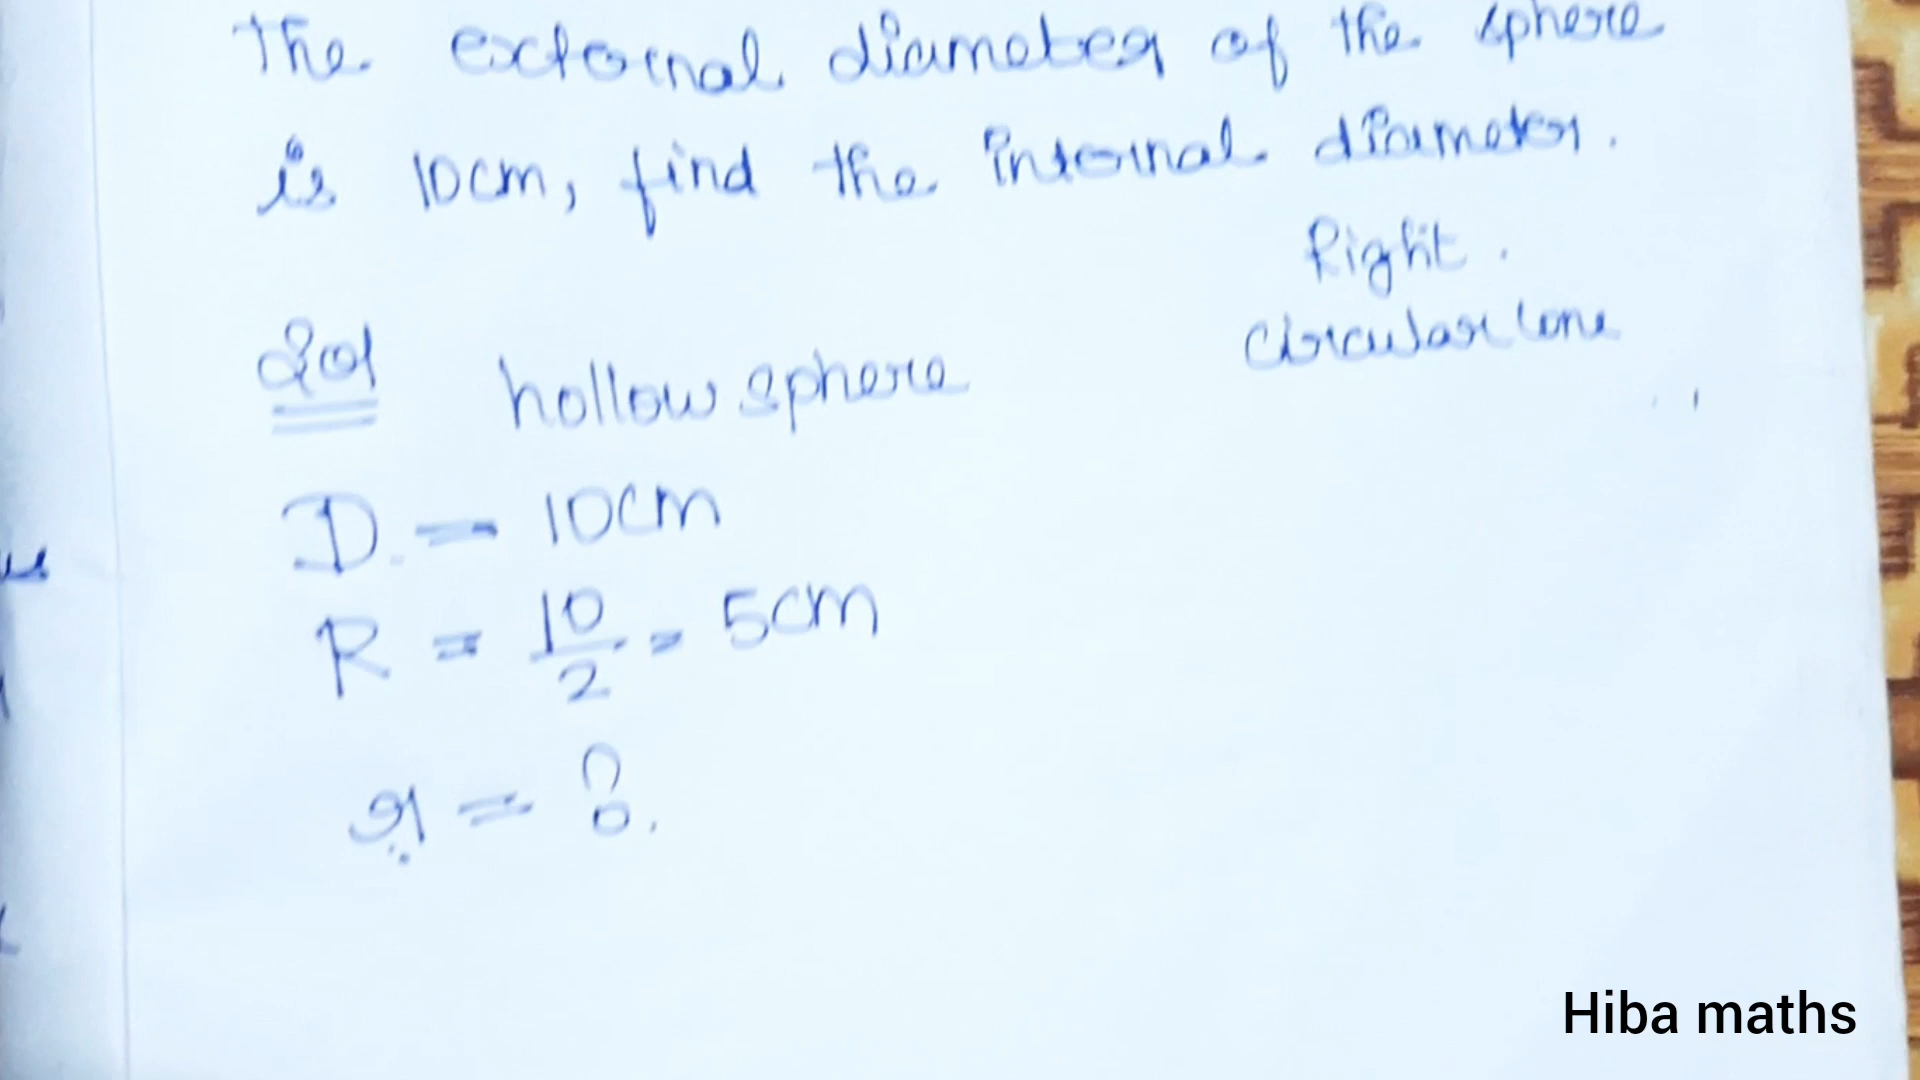 The external diameter of the sphere
is 10cm, find the internal diameter.
Right.
Circular Cone
Sol
hollow sphere
D = 10cm
R = 10/2 = 5cm
r = ?
Hiba maths